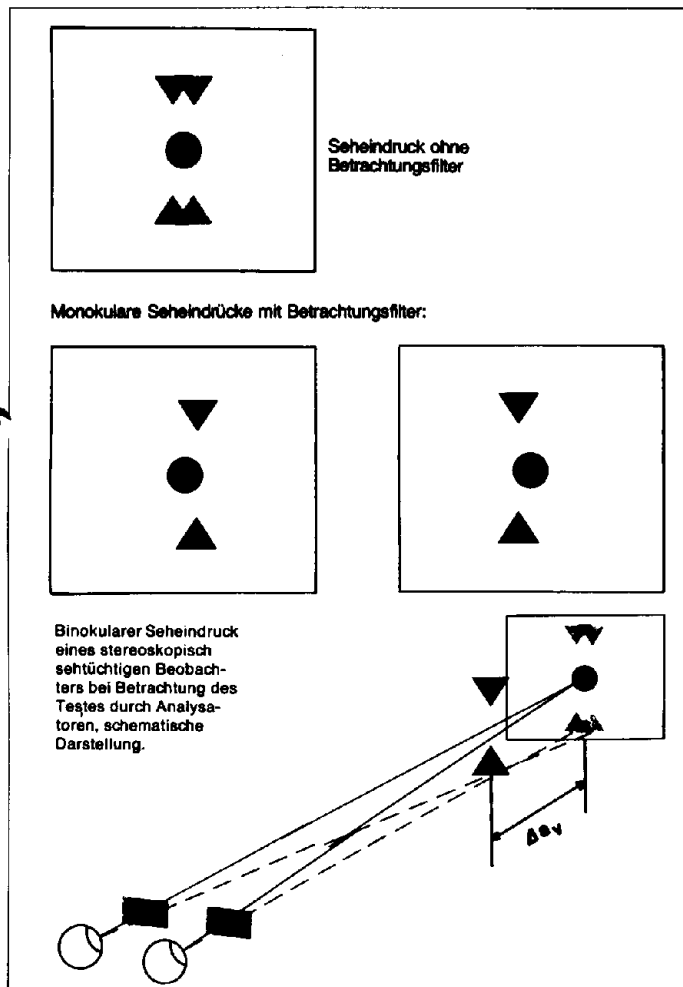 Seheindruck ohne
Betrachtungsfilter
Monokulare Seheindrücke mit Betrachtungsfilter:
Binokularer Seheindruck
eines stereoskopisch
sehtüchtigen Beobach-
ters bei Betrachtung des
Testes durch Analysa-
toren, schematische
Darstellung.
Δev